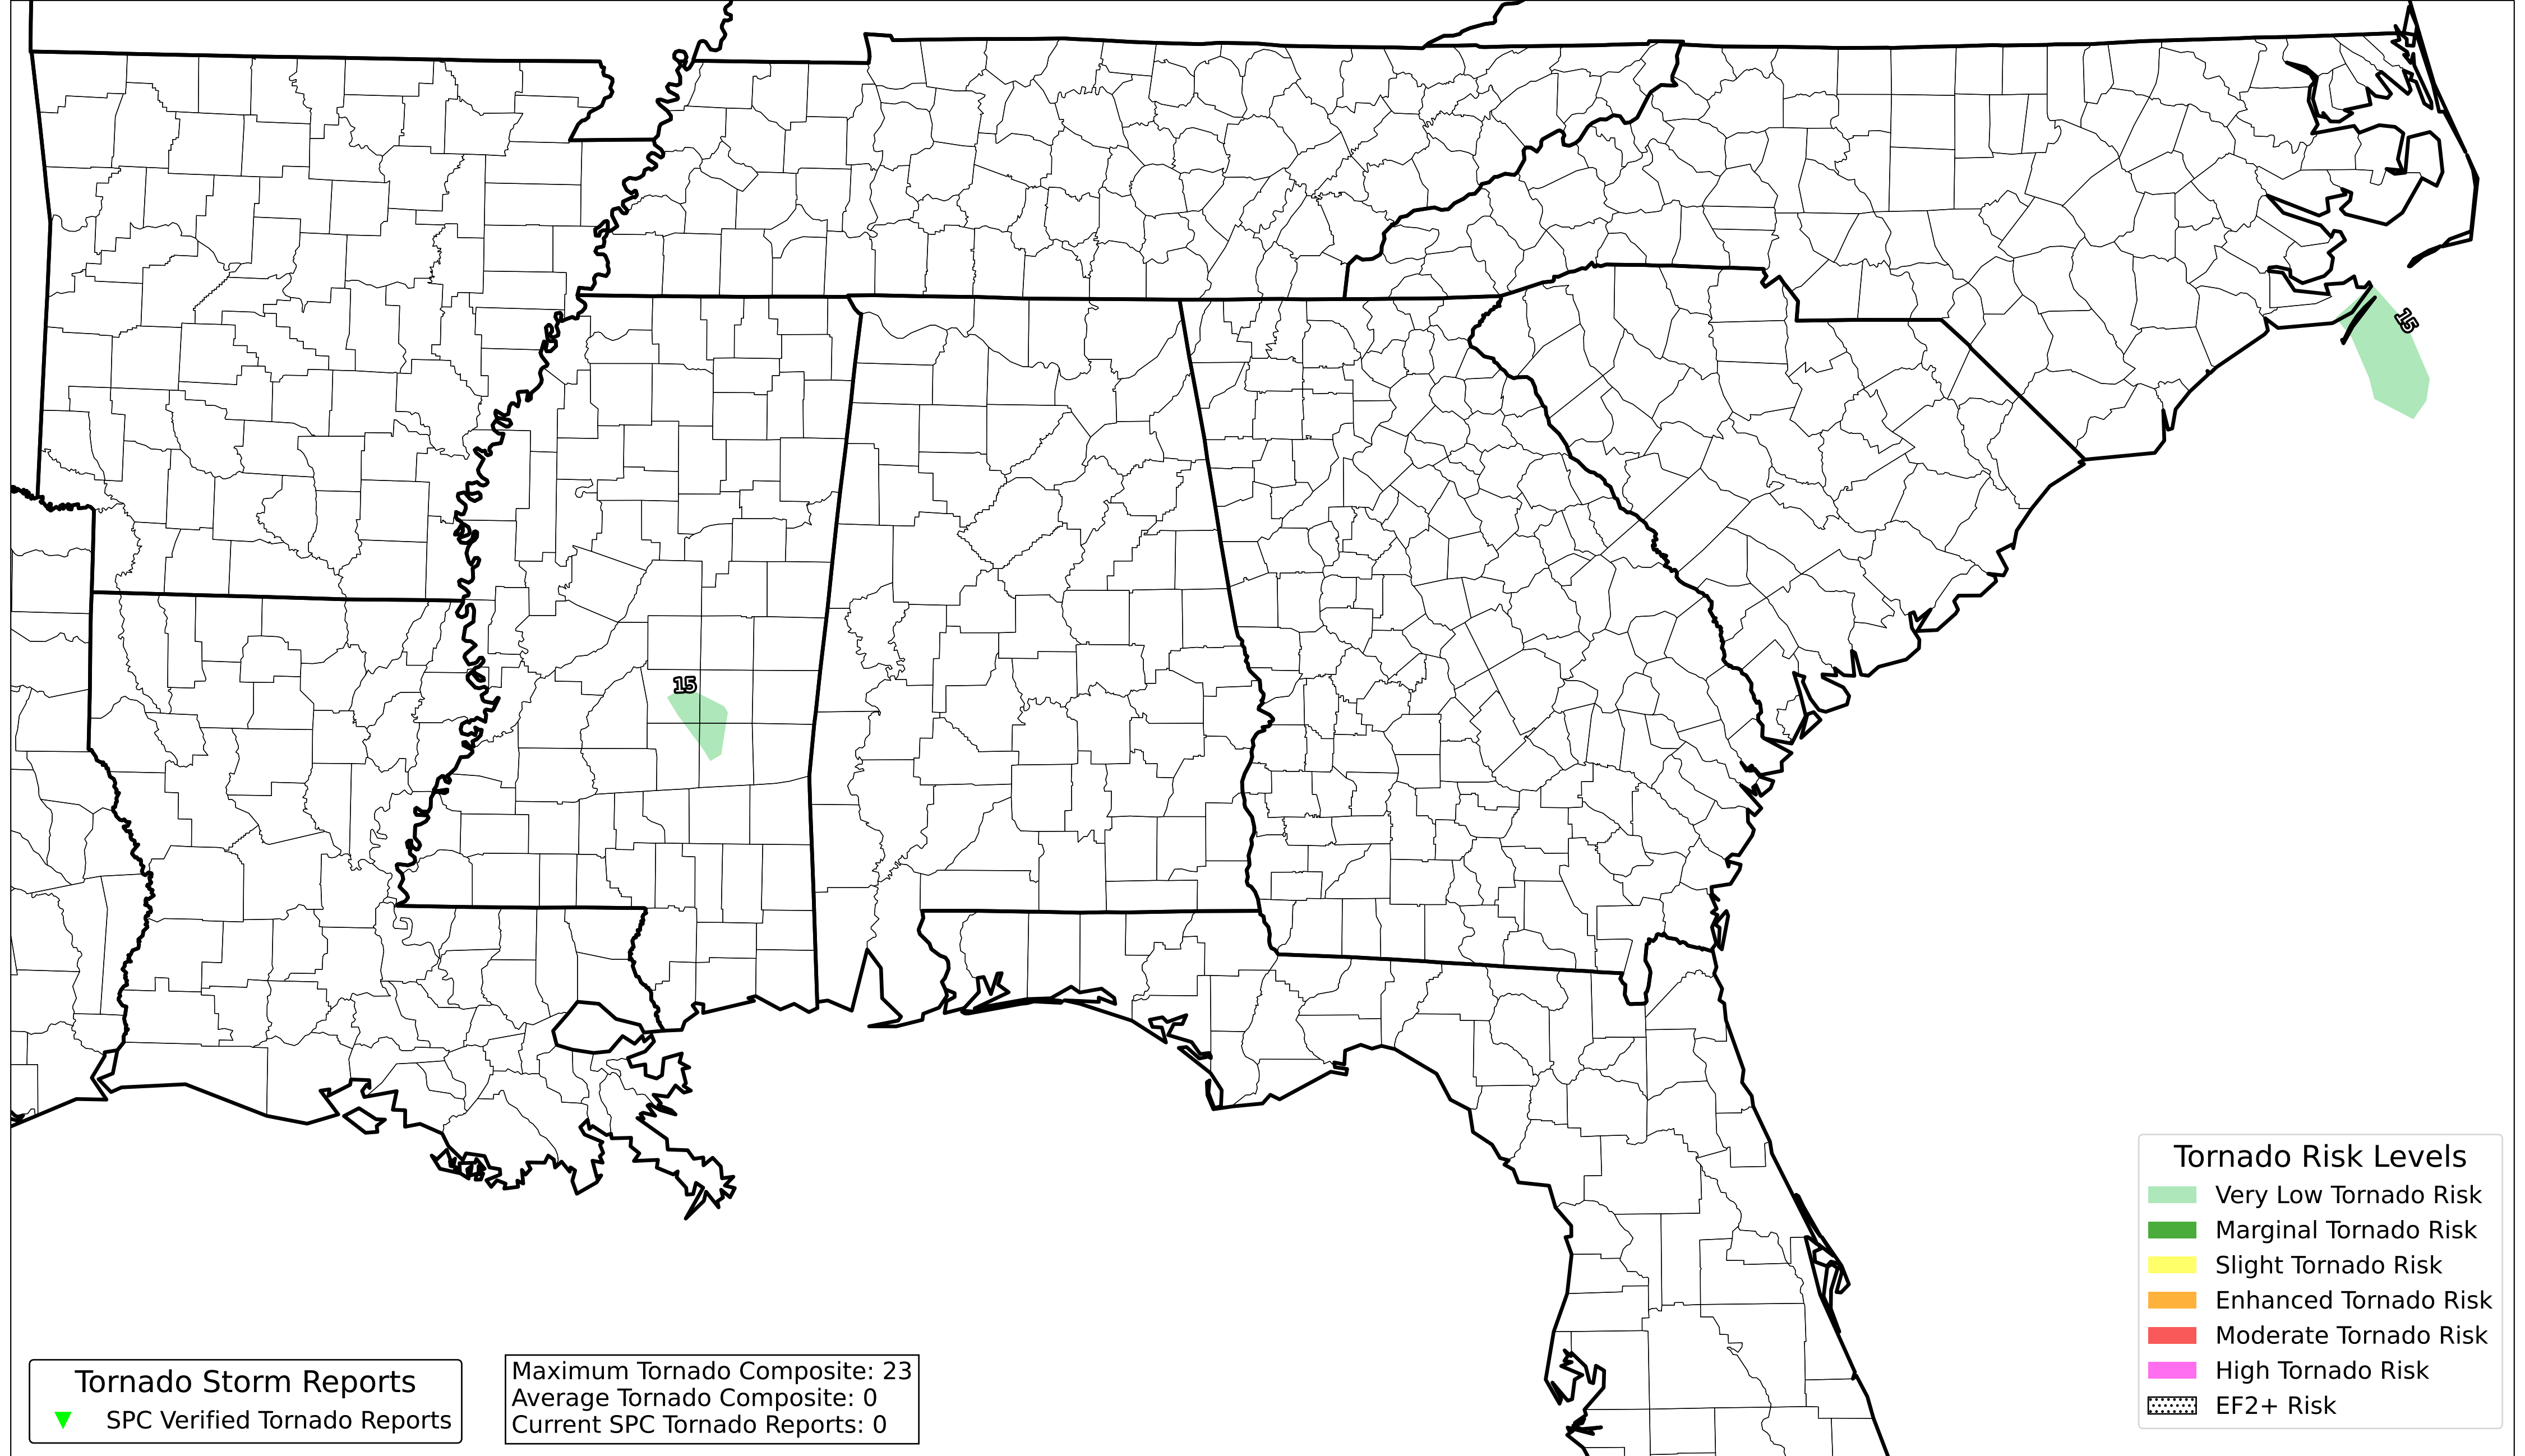 15
15
Tornado Risk Levels
Very Low Tornado Risk
Marginal Tornado Risk
Slight Tornado Risk
Enhanced Tornado Risk
Moderate Tornado Risk
High Tornado Risk
EF2+ Risk
Tornado Storm Reports
SPC Verified Tornado Reports
Maximum Tornado Composite: 23
Average Tornado Composite: 0
Current SPC Tornado Reports: 0